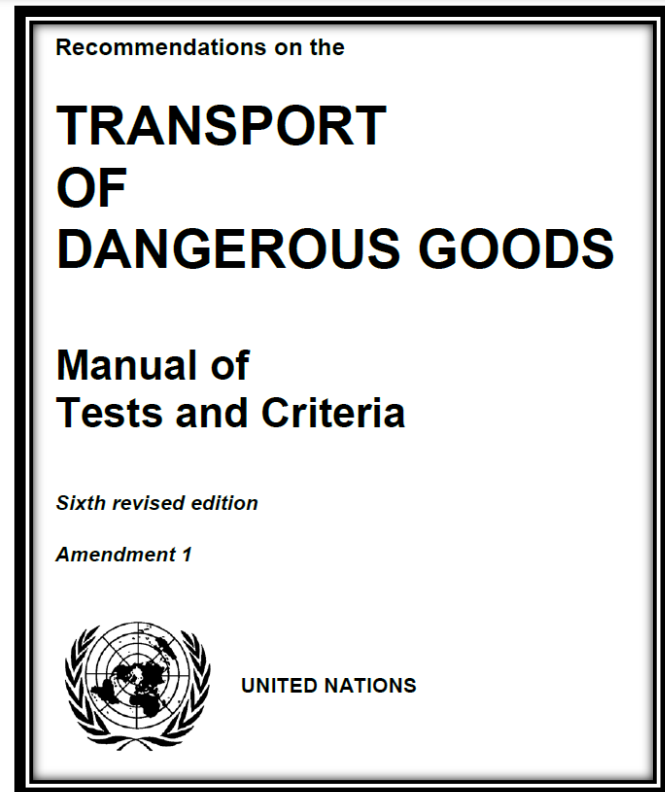 Recommendations on the
TRANSPORT
OF
DANGEROUS GOODS
Manual of
Tests and Criteria
Sixth revised edition
Amendment 1
UNITED NATIONS